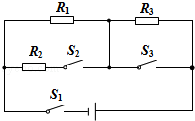 R₁ R₃
R₂ S₂ S₃
S₁